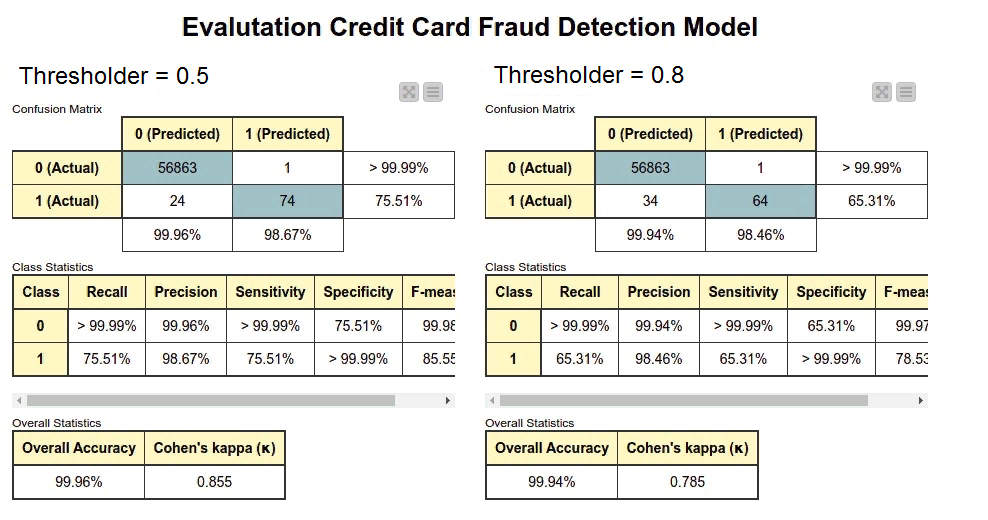 Evalutation Credit Card Fraud Detection Model
Thresholder = 0.5
Confusion Matrix
0 (Predicted) 1 (Predicted)
0 (Actual) 56863 1 > 99.99%
1 (Actual) 24 74 75.51%
99.96% 98.67%
Class Statistics
Class Recall Precision Sensitivity Specificity F-meas
0 > 99.99% 99.96% > 99.99% 75.51% 99.98
1 75.51% 98.67% 75.51% > 99.99% 85.55
Overall Statistics
Overall Accuracy Cohen's kappa (κ)
99.96% 0.855
Thresholder = 0.8
Confusion Matrix
0 (Predicted) 1 (Predicted)
0 (Actual) 56863 1 > 99.99%
1 (Actual) 34 64 65.31%
99.94% 98.46%
Class Statistics
Class Recall Precision Sensitivity Specificity F-meas
0 > 99.99% 99.94% > 99.99% 65.31% 99.97
1 65.31% 98.46% 65.31% > 99.99% 78.53
Overall Statistics
Overall Accuracy Cohen's kappa (κ)
99.94% 0.785